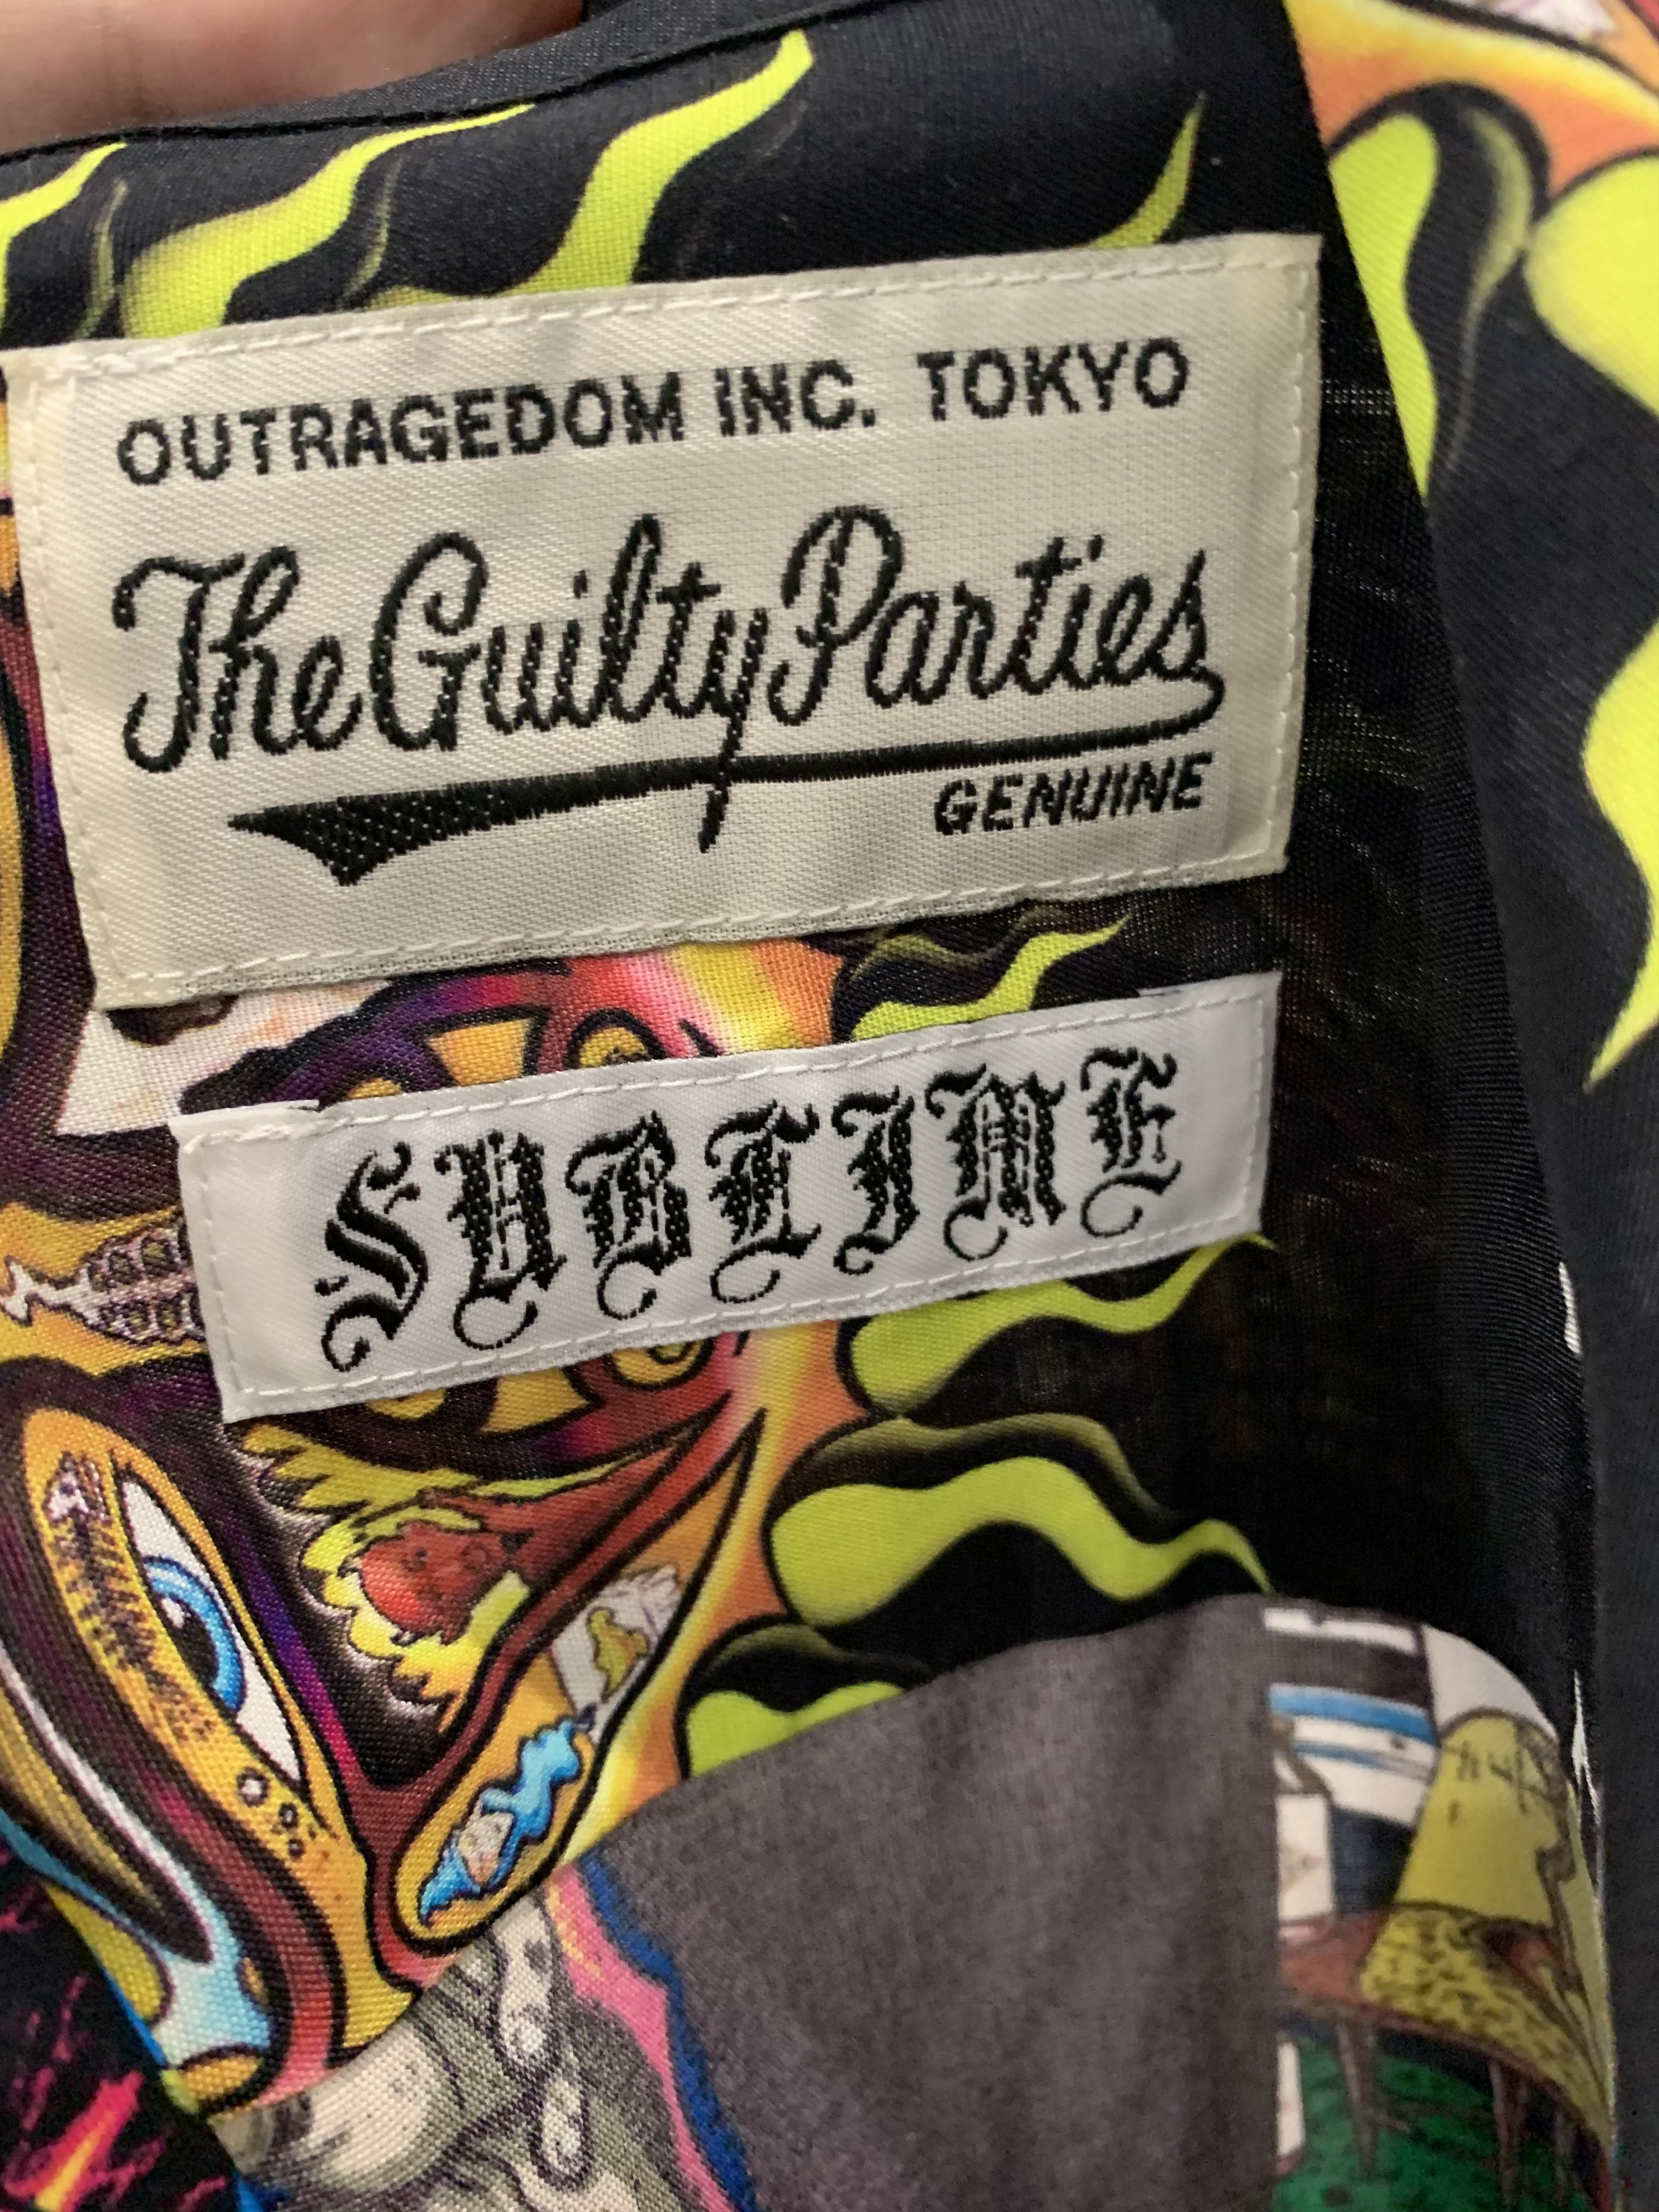 OUTRAGEDOM INC. TOKYO
The Guilty Parties
GENUINE
SUBLIME